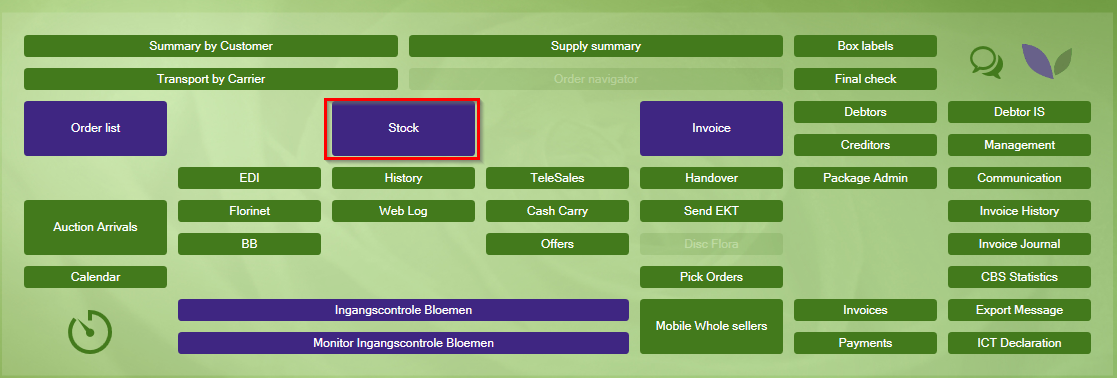 Summary by Customer
Supply summary
Box labels
Transport by Carrier
Order navigator
Final check
Order list
Stock
Invoice
Debtors
Debtor IS
Creditors
Management
EDI
History
TeleSales
Handover
Package Admin
Communication
Auction Arrivals
Florinet
Web Log
Cash Carry
Send EKT
Invoice History
BB
Offers
Disc Flora
Invoice Journal
Calendar
Pick Orders
CBS Statistics
Ingangscontrole Bloemen
Mobile Whole sellers
Invoices
Export Message
Monitor Ingangscontrole Bloemen
Payments
ICT Declaration